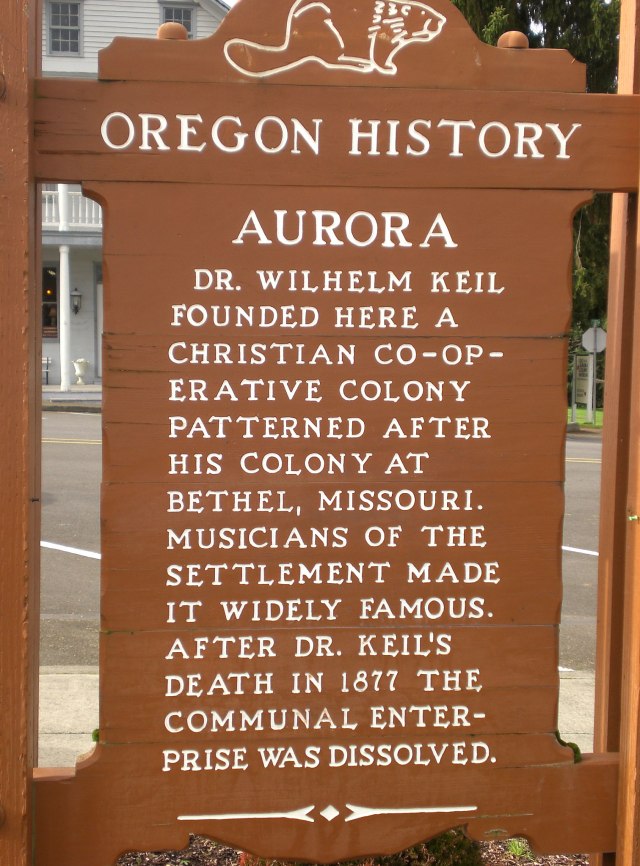 OREGON HISTORY
AURORA
DR. WILHELM KEIL
FOUNDED HERE A
CHRISTIAN CO-OP-
ERATIVE COLONY
PATTERNED AFTER
HIS COLONY AT
BETHEL, MISSOURI.
MUSICIANS OF THE
SETTLEMENT MADE
IT WIDELY FAMOUS.
AFTER DR. KEIL'S
DEATH IN 1877 THE
COMMUNAL ENTER-
PRISE WAS DISSOLVED.